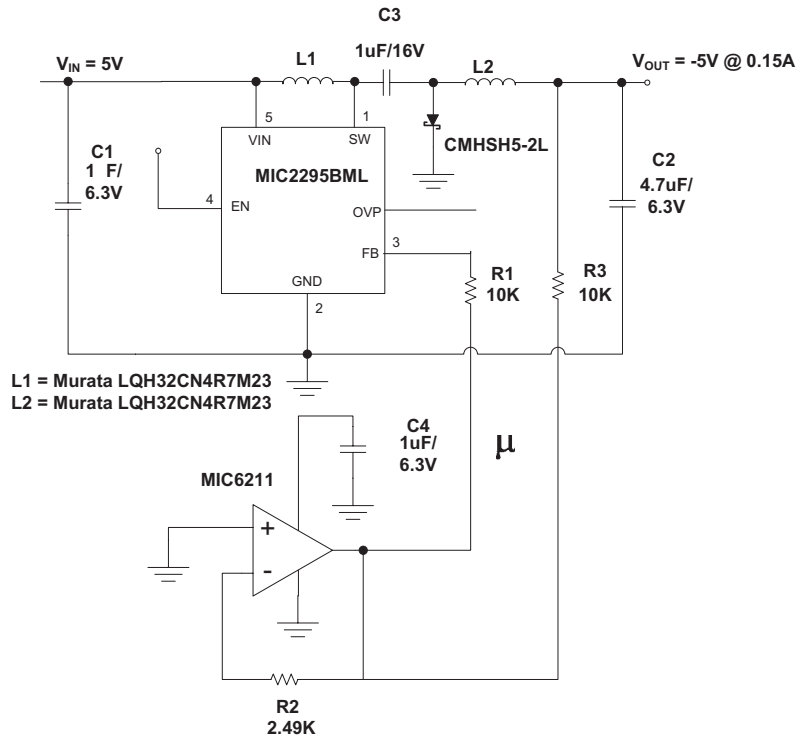 C3
1uF/16V
V_IN = 5V
L1
L2
V_OUT = -5V @ 0.15A
5
1
VIN
SW
CMHSH5-2L
C1
1 F/
6.3V
MIC2295BML
C2
4.7uF/
6.3V
4
EN
OVP
3
FB
R1
10K
R3
10K
GND
2
L1 = Murata LQH32CN4R7M23
L2 = Murata LQH32CN4R7M23
C4
1uF/
6.3V
μ
MIC6211
+
-
R2
2.49K